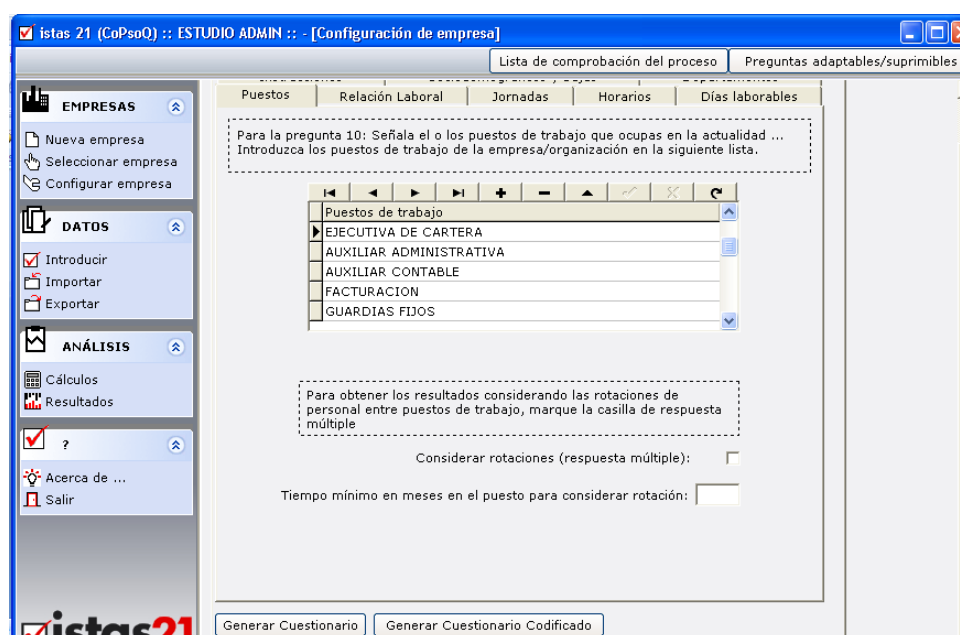 istas 21 (CoPsoQ) :: ESTUDIO ADMIN :: - [Configuración de empresa]
Lista de comprobación del proceso
Preguntas adaptables/suprimibles
EMPRESAS
Nueva empresa
Seleccionar empresa
Configurar empresa
DATOS
Introducir
Importar
Exportar
ANÁLISIS
Cálculos
Resultados
?
Acerca de ...
Salir
istas21
Puestos
Relación Laboral
Jornadas
Horarios
Días laborables
Para la pregunta 10: Señala el o los puestos de trabajo que ocupas en la actualidad ...
Introduzca los puestos de trabajo de la empresa/organización en la siguiente lista.
Puestos de trabajo
EJECUTIVA DE CARTERA
AUXILIAR ADMINISTRATIVA
AUXILIAR CONTABLE
FACTURACION
GUARDIAS FIJOS
Para obtener los resultados considerando las rotaciones de
personal entre puestos de trabajo, marque la casilla de respuesta
múltiple
Considerar rotaciones (respuesta múltiple):
Tiempo mínimo en meses en el puesto para considerar rotación:
Generar Cuestionario
Generar Cuestionario Codificado